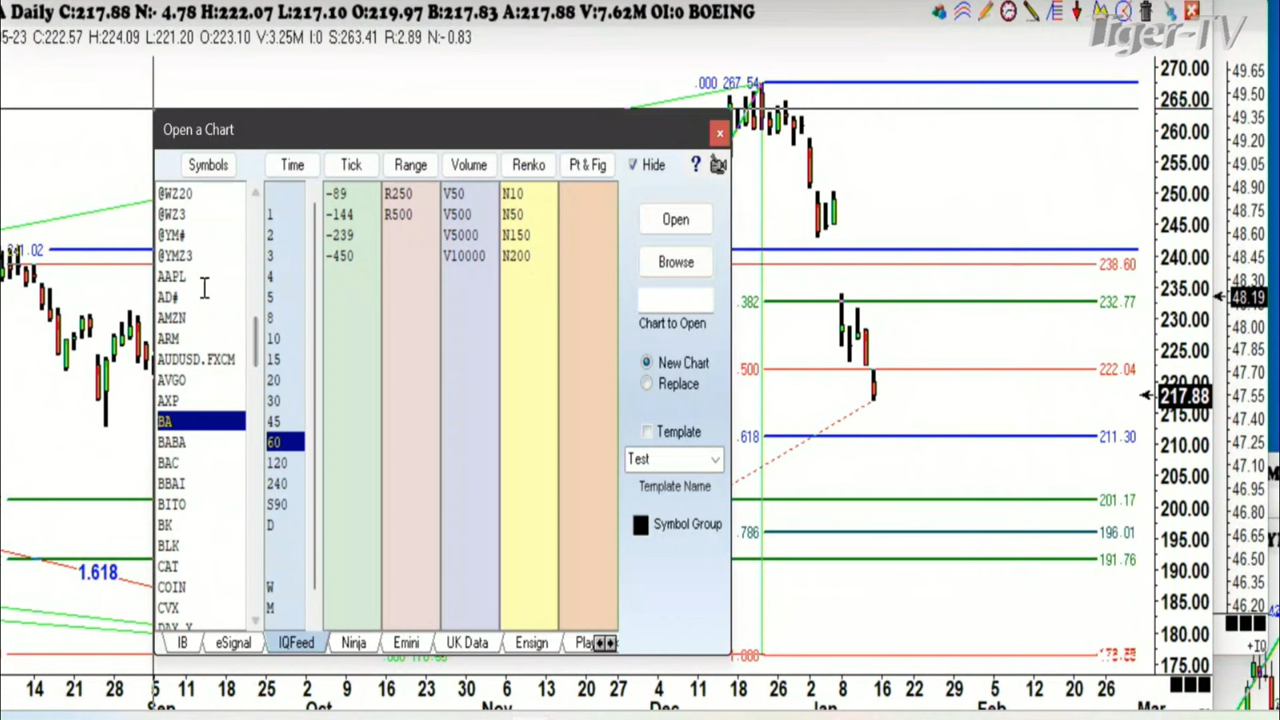 Daily C:217.88 N:- 4.78 H:222.07 L:217.10 O:219.97 B:217.83 A:217.88 V:7.62M OI:0 BOEING
5-23 C:222.57 H:224.09 L:221.20 O:223.10 V:3.25M I:0 S:263.41 R:2.89 N:-0.83
Tiger-TV
Open a Chart
Symbols Time Tick Range Volume Renko Pt & Fig Hide ?
@WZ20 -89 R250 V50 N10
@WZ3 1 -144 R500 V500 N50
@YM# 2 -239 V5000 N150
@YMZ3 3 -450 V10000 N200
AAPL 4
AD# 5
AMZN 8
ARM 10
AUDUSD.FXCM 15
AVGO 20
AXP 30
BA 45
BABA 60
BAC 120
BBAI 240
BITO S90
BK D
BLK
CAT
COIN W
CVX M
DAX.X
IB eSignal IQFeed Ninja Emini UK Data Ensign
Open
Browse
Chart to Open
New Chart
Replace
Template
Test
Template Name
Symbol Group
.000 267.54
238.60
.382 232.77
.500 222.04
.618 211.30
201.17
.786 196.01
191.76
1.000
1.618
270.00
265.00
260.00
255.00
250.00
245.00
240.00
235.00
230.00
225.00
217.88
215.00
210.00
205.00
200.00
195.00
190.00
185.00
180.00
175.00
49.65
49.55
49.35
49.20
49.05
48.90
48.75
48.60
48.45
48.30
48.19
48.00
47.85
47.70
47.55
47.40
47.25
47.10
46.95
46.80
46.65
46.50
46.35
46.20
+IO
14 21 28 5 11 18 25 2 9 16 23 30 6 13 20 27 4 11 18 26 2 8 16 22 29 5 12 20 26
Sep Oct Nov Dec Jan Feb Mar